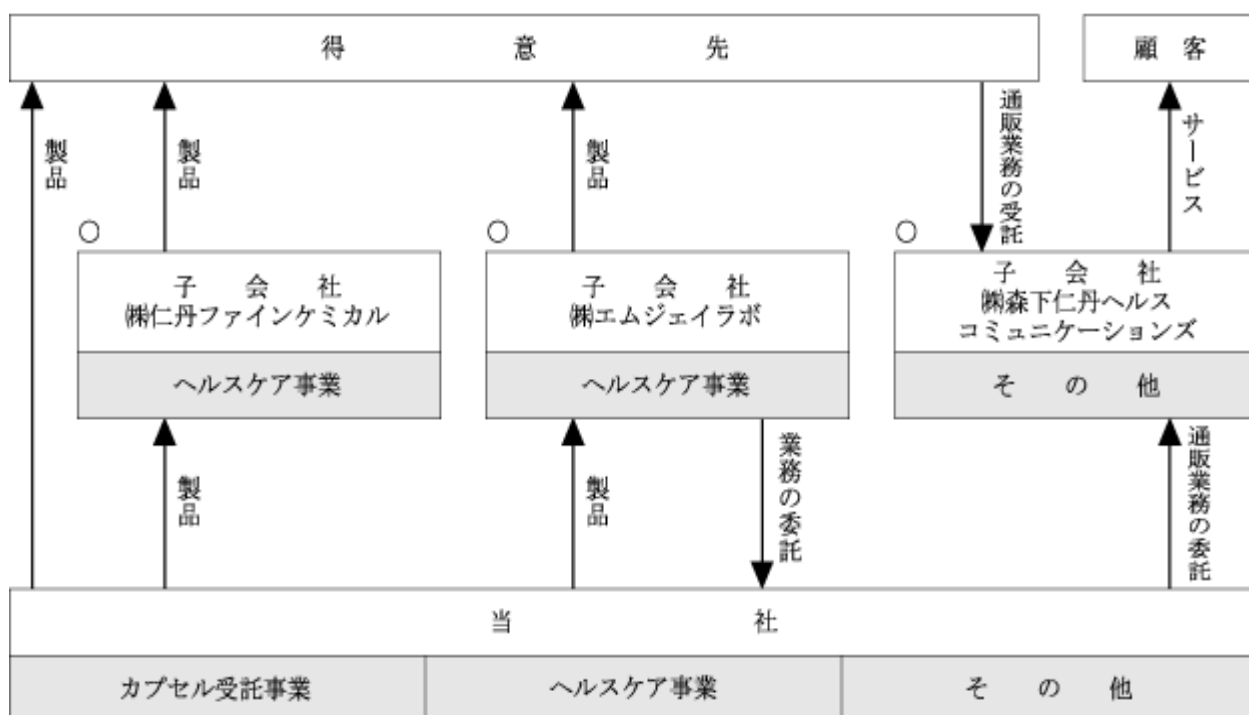 得意先
顧客
製品
製品
製品
通販業務の受託
サービス
○
○
○
子会社
㈱仁丹ファインケミカル
ヘルスケア事業
子会社
㈱エムジェイラボ
ヘルスケア事業
子会社
㈱森下仁丹ヘルス
コミュニケーションズ
その他
製品
製品
業務の委託
通販業務の委託
当社
カプセル受託事業
ヘルスケア事業
その他